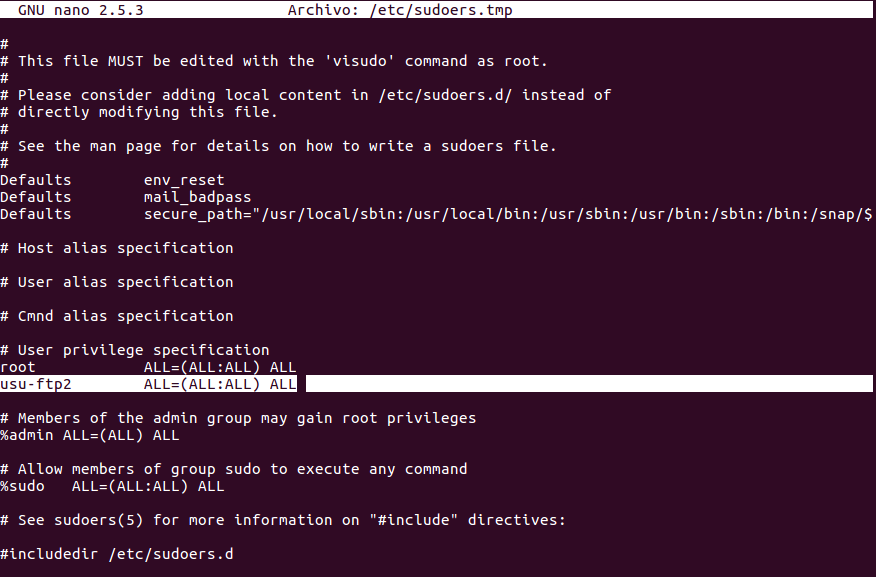 GNU nano 2.5.3 Archivo: /etc/sudoers.tmp
#
# This file MUST be edited with the 'visudo' command as root.
#
# Please consider adding local content in /etc/sudoers.d/ instead of
# directly modifying this file.
#
# See the man page for details on how to write a sudoers file.
#
Defaults env_reset
Defaults mail_badpass
Defaults secure_path="/usr/local/sbin:/usr/local/bin:/usr/sbin:/usr/bin:/sbin:/bin:/snap/$
# Host alias specification
# User alias specification
# Cmnd alias specification
# User privilege specification
root ALL=(ALL:ALL) ALL
usu-ftp2 ALL=(ALL:ALL) ALL
# Members of the admin group may gain root privileges
%admin ALL=(ALL) ALL
# Allow members of group sudo to execute any command
%sudo ALL=(ALL:ALL) ALL
# See sudoers(5) for more information on "#include" directives:
#includedir /etc/sudoers.d